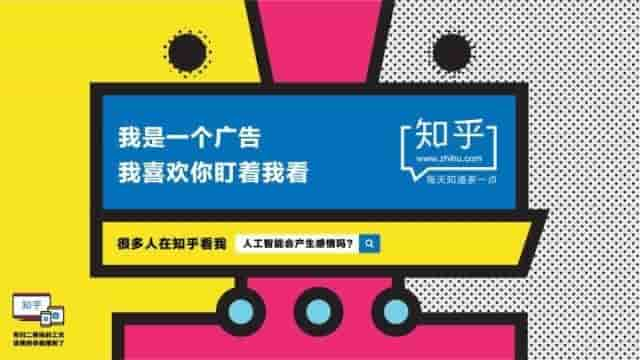 我是一个广告
我喜欢你盯着我看
知乎
www.zhihu.com
每天知道多一点
很多人在知乎看我
人工智能会产生感情吗?
知乎